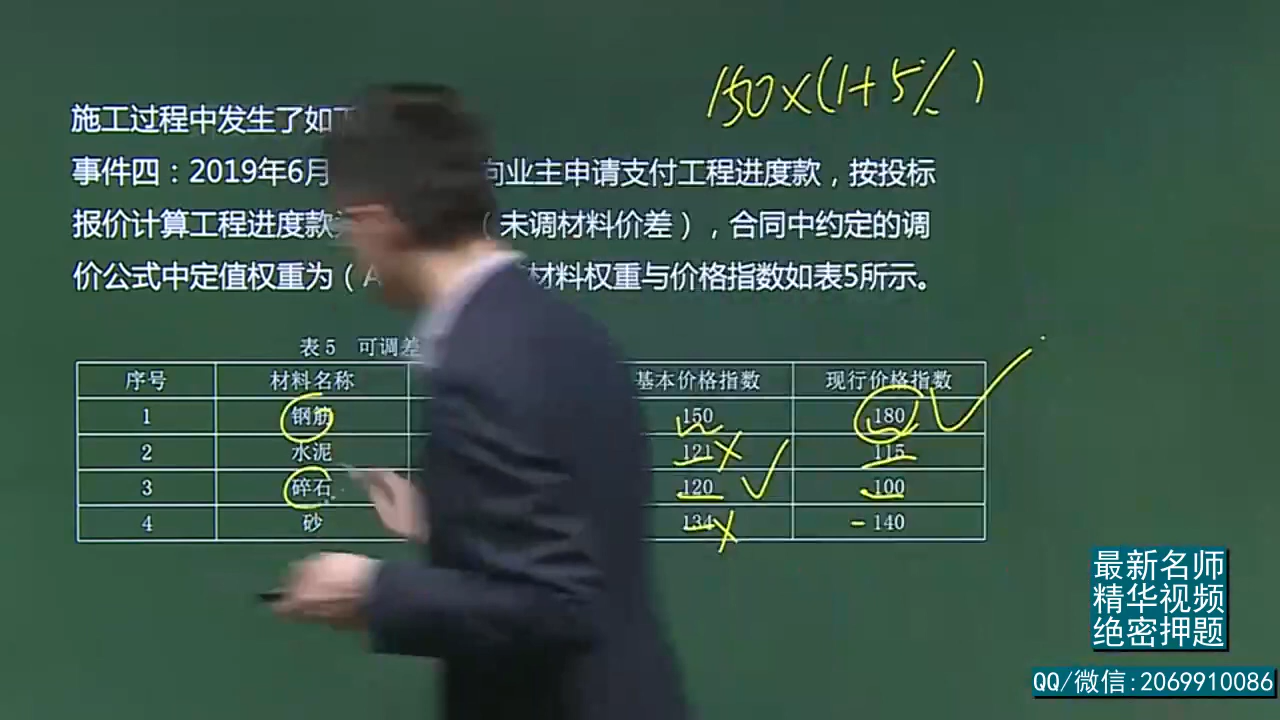 150×(1+5%)
施工过程中发生了如
事件四：2019年6月 向业主申请支付工程进度款，按投标
报价计算工程进度款 （未调材料价差），合同中约定的调
价公式中定值权重为（A 材料权重与价格指数如表5所示。
表5 可调差
序号 材料名称 基本价格指数 现行价格指数
1 钢筋 150 180
2 水泥 121 115
3 碎石 120 100
4 砂 134 140
最新名师
精华视频
绝密押题
QQ/微信:2069910086